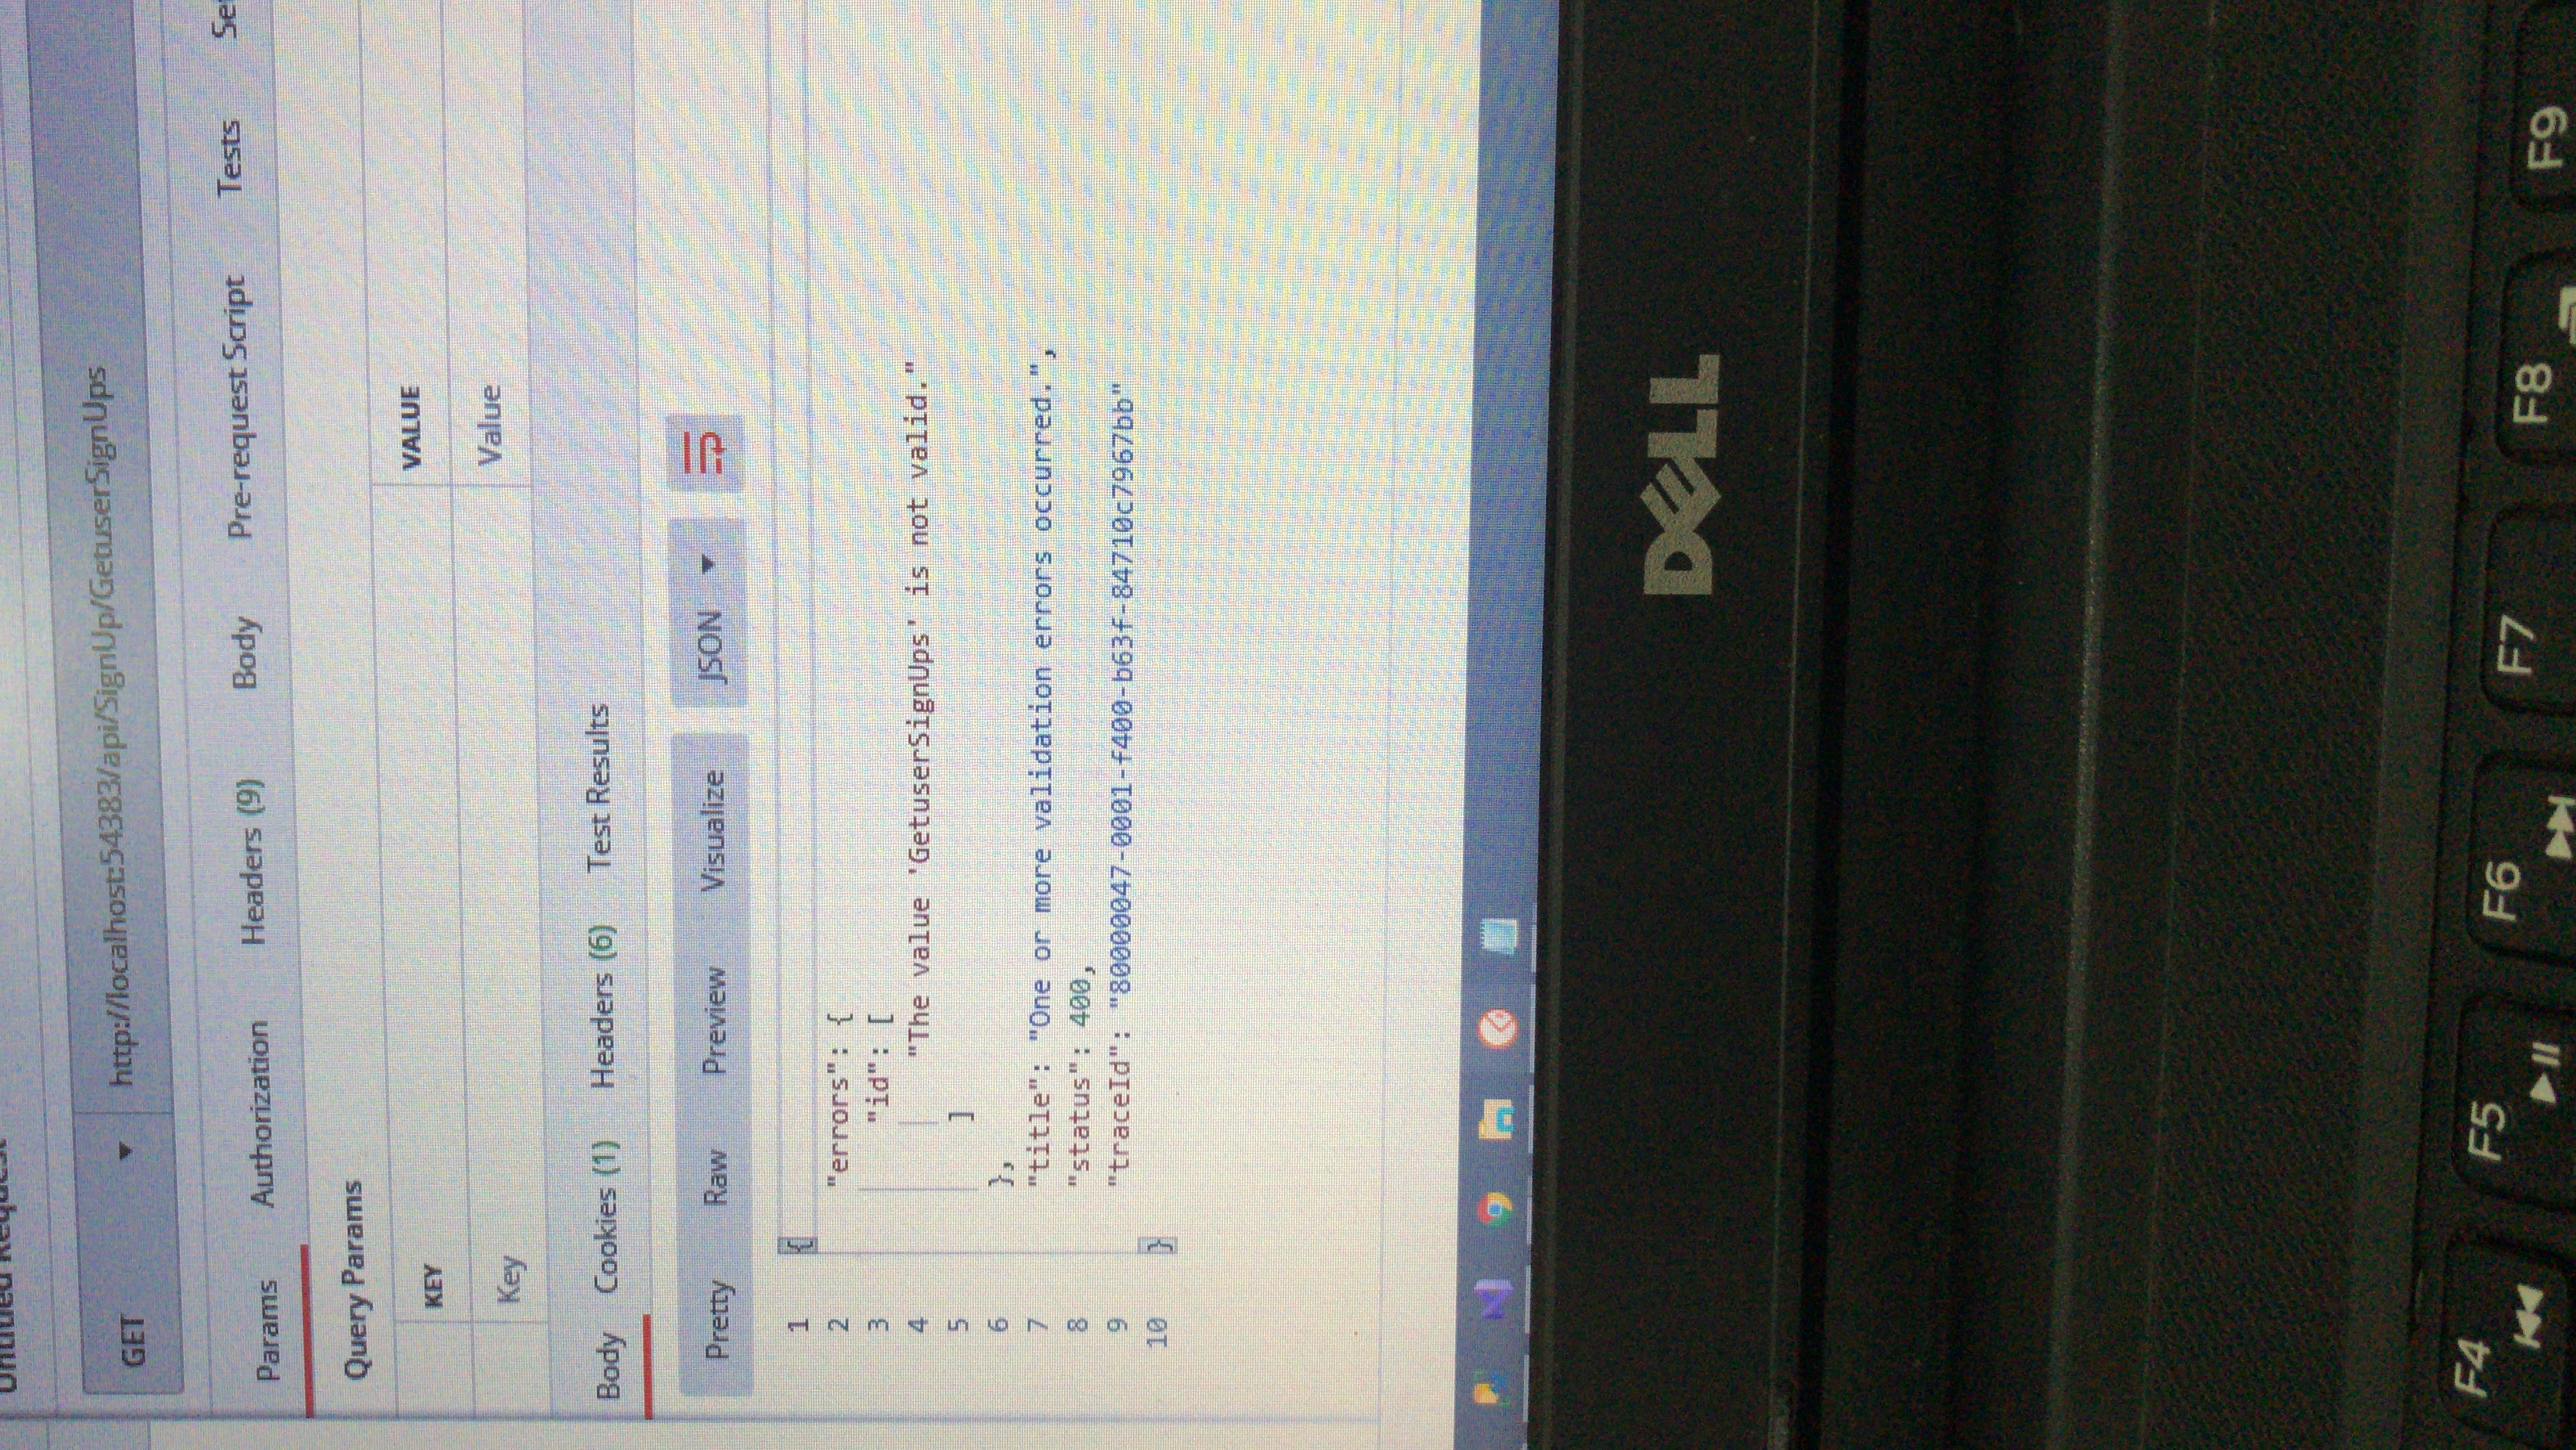 Untitled Request
GET http://localhost:54383/api/SignUp/GetuserSignUps
Params Authorization Headers (9) Body Pre-request Script Tests
Query Params
KEY VALUE
Key Value
Body Cookies (1) Headers (6) Test Results
Pretty Raw Preview Visualize JSON
1 {
2 "errors": {
3 "id": [
4 "The value 'GetuserSignUps' is not valid."
5 ]
6 },
7 "title": "One or more validation errors occurred.",
8 "status": 400,
9 "traceId": "80000047-0001-f400-b63f-84710c7967bb"
10 }
DELL
F4 F5 F6 F7 F8 F9